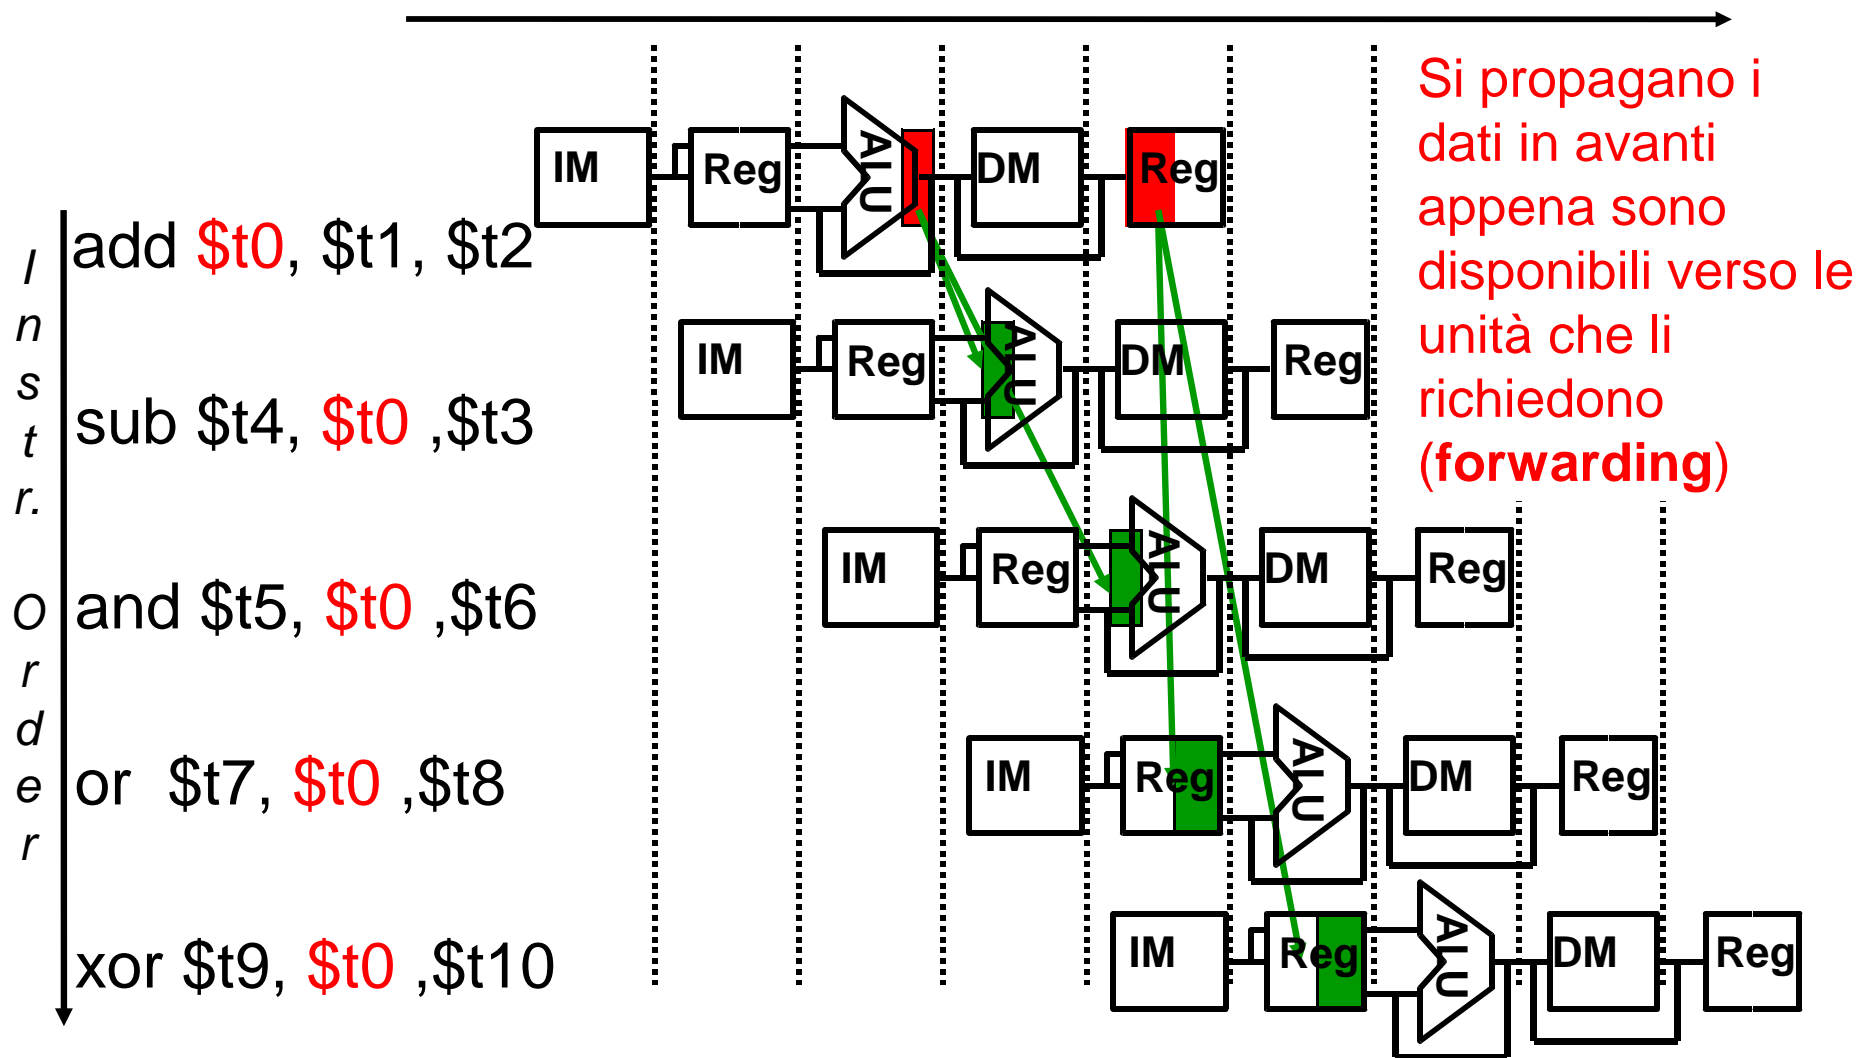 Si propagano i
dati in avanti
appena sono
disponibili verso le
unità che li
richiedono
(forwarding)
Instr. Order
add $t0, $t1, $t2
IM Reg ALU DM Reg
sub $t4, $t0 ,$t3
IM Reg ALU DM Reg
and $t5, $t0 ,$t6
IM Reg ALU DM Reg
or $t7, $t0 ,$t8
IM Reg ALU DM Reg
xor $t9, $t0 ,$t10
IM Reg ALU DM Reg